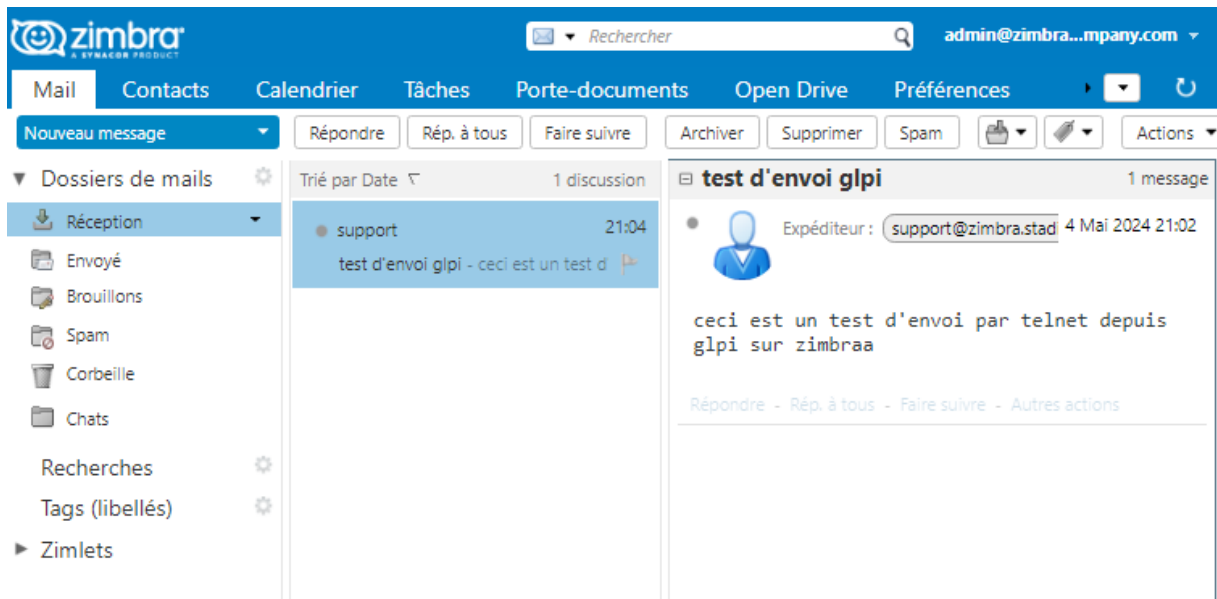 zimbra
A SYNACOR PRODUCT
Rechercher
admin@zimbra...mpany.com
Mail Contacts Calendrier Tâches Porte-documents Open Drive Préférences
Nouveau message Répondre Rép. à tous Faire suivre Archiver Supprimer Spam Actions
Dossiers de mails
Réception
Envoyé
Brouillons
Spam
Corbeille
Chats
Recherches
Tags (libellés)
Zimlets
Trié par Date 1 discussion
support 21:04
test d'envoi glpi - ceci est un test d
test d'envoi glpi 1 message
Expéditeur : support@zimbra.stad 4 Mai 2024 21:02
ceci est un test d'envoi par telnet depuis
glpi sur zimbraa
Répondre - Rép. à tous - Faire suivre - Autres actions